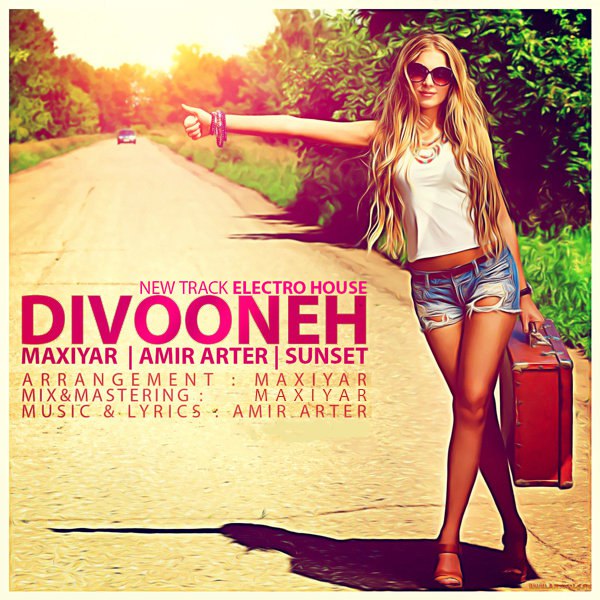 NEW TRACK ELECTRO HOUSE
DIVOONEH
MAXIYAR | AMIR ARTER | SUNSET
ARRANGEMENT : MAXIYAR
MIX&MASTERING : MAXIYAR
MUSIC & LYRICS : AMIR ARTER